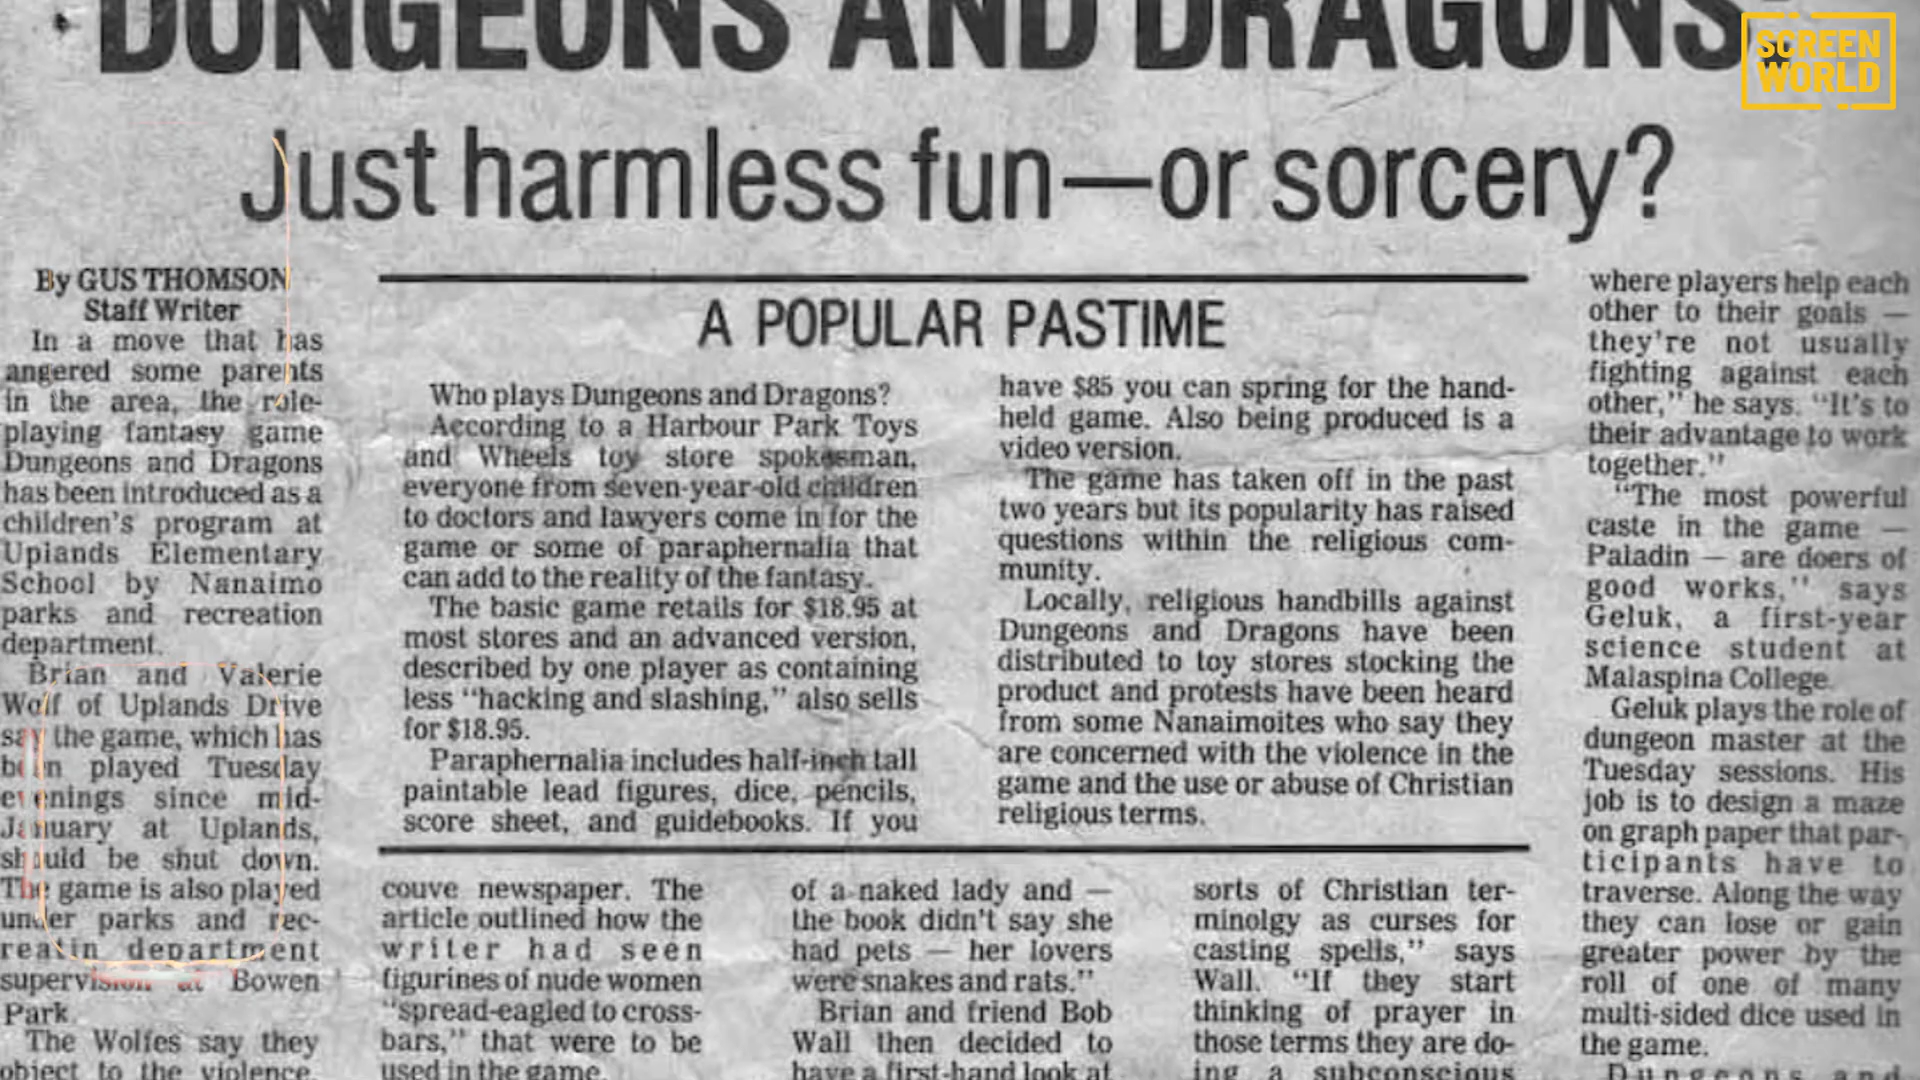 DUNGEONS AND DRAGONS
SCREEN
WORLD
Just harmless fun—or sorcery?
By GUS THOMSON
Staff Writer
In a move that has
angered some parents
in the area, the role-
playing fantasy game
Dungeons and Dragons
has been introduced as a
children's program at
Uplands Elementary
School by Nanaimo
parks and recreation
department.
Brian and Valerie
Wolf of Uplands Drive
say the game, which has
been played Tuesday
evenings since mid-
January at Uplands,
should be shut down.
The game is also played
under parks and rec-
reatin department
supervision at Bowen
Park.
The Wolfes say they
object to the violence,
A POPULAR PASTIME
Who plays Dungeons and Dragons?
According to a Harbour Park Toys
and Wheels toy store spokesman,
everyone from seven-year-old children
to doctors and lawyers come in for the
game or some of paraphernalia that
can add to the reality of the fantasy.
The basic game retails for $18.95 at
most stores and an advanced version,
described by one player as containing
less "hacking and slashing," also sells
for $18.95.
Paraphernalia includes half-inch tall
paintable lead figures, dice, pencils,
score sheet, and guidebooks. If you
have $85 you can spring for the hand-
held game. Also being produced is a
video version.
The game has taken off in the past
two years but its popularity has raised
questions within the religious com-
munity.
Locally, religious handbills against
Dungeons and Dragons have been
distributed to toy stores stocking the
product and protests have been heard
from some Nanaimoites who say they
are concerned with the violence in the
game and the use or abuse of Christian
religious terms.
couve newspaper. The
article outlined how the
writer had seen
figurines of nude women
"spread-eagled to cross-
bars," that were to be
used in the game.
of a naked lady and —
the book didn't say she
had pets — her lovers
were snakes and rats."
Brian and friend Bob
Wall then decided to
have a first-hand look at
sorts of Christian ter-
minolgy as curses for
casting spells," says
Wall. "If they start
thinking of prayer in
those terms they are do-
ing a subconscious
where players help each
other to their goals —
they're not usually
fighting against each
other," he says. "It's to
their advantage to work
together."
"The most powerful
caste in the game —
Paladin — are doers of
good works," says
Geluk, a first-year
science student at
Malaspina College.
Geluk plays the role of
dungeon master at the
Tuesday sessions. His
job is to design a maze
on graph paper that par-
ticipants have to
traverse. Along the way
they can lose or gain
greater power by the
roll of one of many
multi-sided dice used in
the game.
Dungeons and